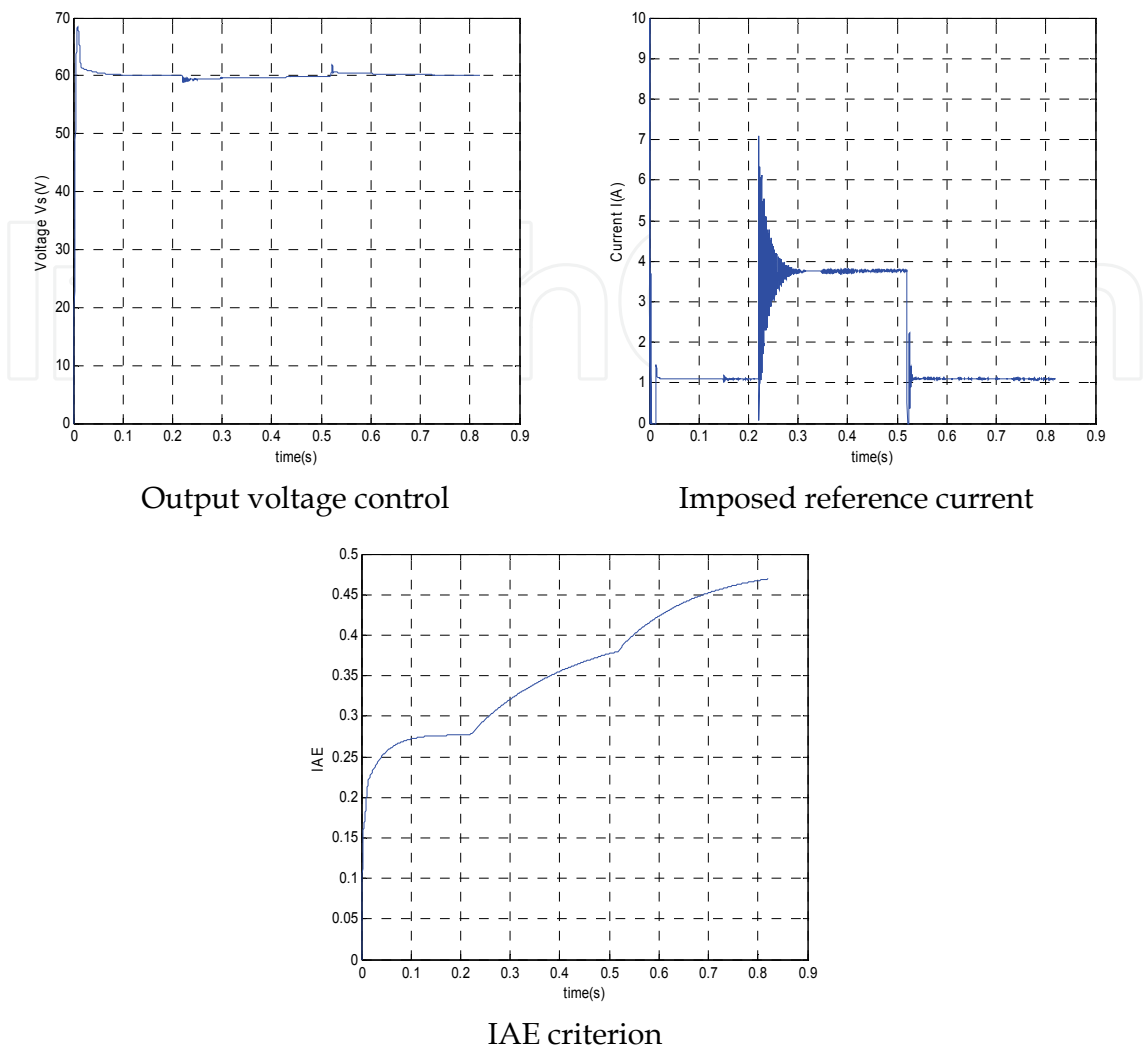 70
60
50
40
30
20
10
0
Voltage Vs(V)
0 0.1 0.2 0.3 0.4 0.5 0.6 0.7 0.8 0.9
time(s)
Output voltage control
10
9
8
7
6
5
4
3
2
1
0
Current I(A)
0 0.1 0.2 0.3 0.4 0.5 0.6 0.7 0.8 0.9
time(s)
Imposed reference current
0.5
0.45
0.4
0.35
0.3
0.25
0.2
0.15
0.1
0.05
0
IAE
0 0.1 0.2 0.3 0.4 0.5 0.6 0.7 0.8 0.9
time(s)
IAE criterion